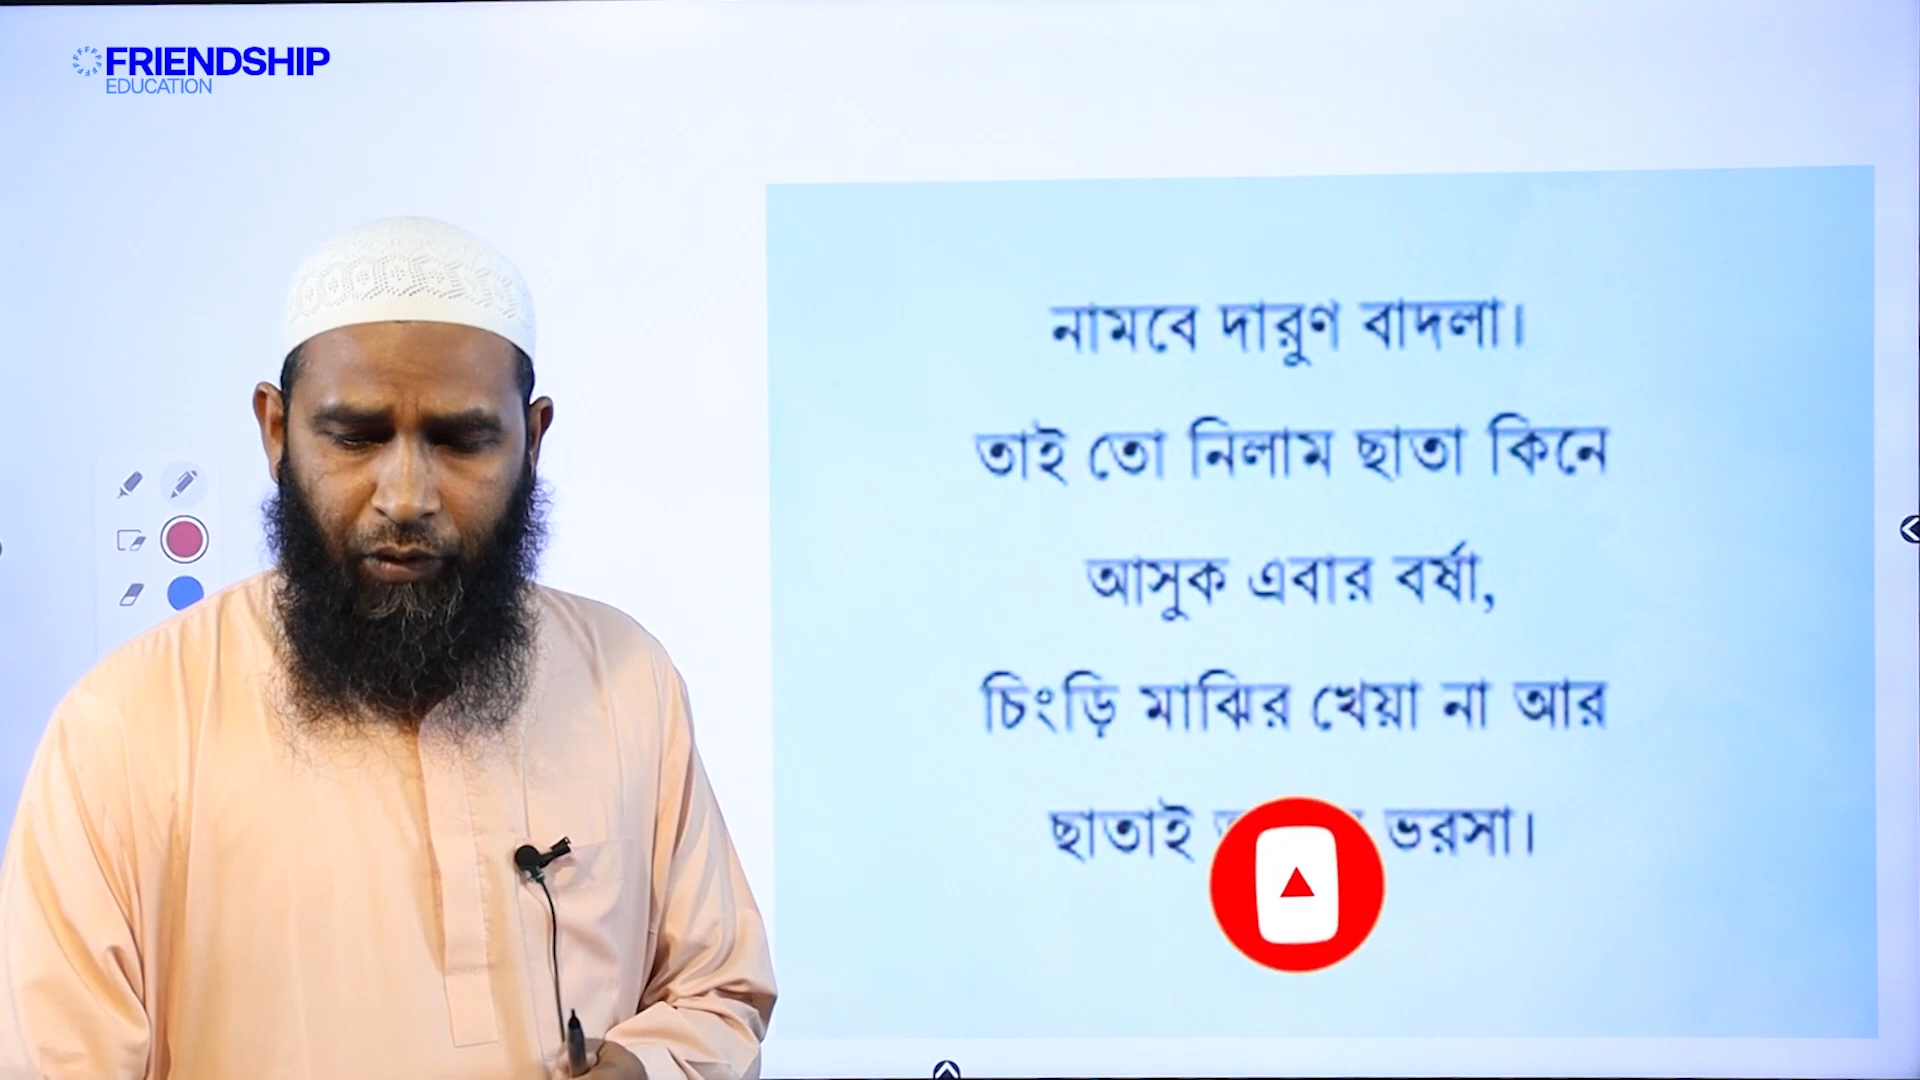 FRIENDSHIP
EDUCATION
নামবে দারুণ বাদলা।
তাই তো নিলাম ছাতা কিনে
আসুক এবার বর্ষা,
চিংড়ি মাঝির খেয়া না আর
ছাতাই ভরসা।